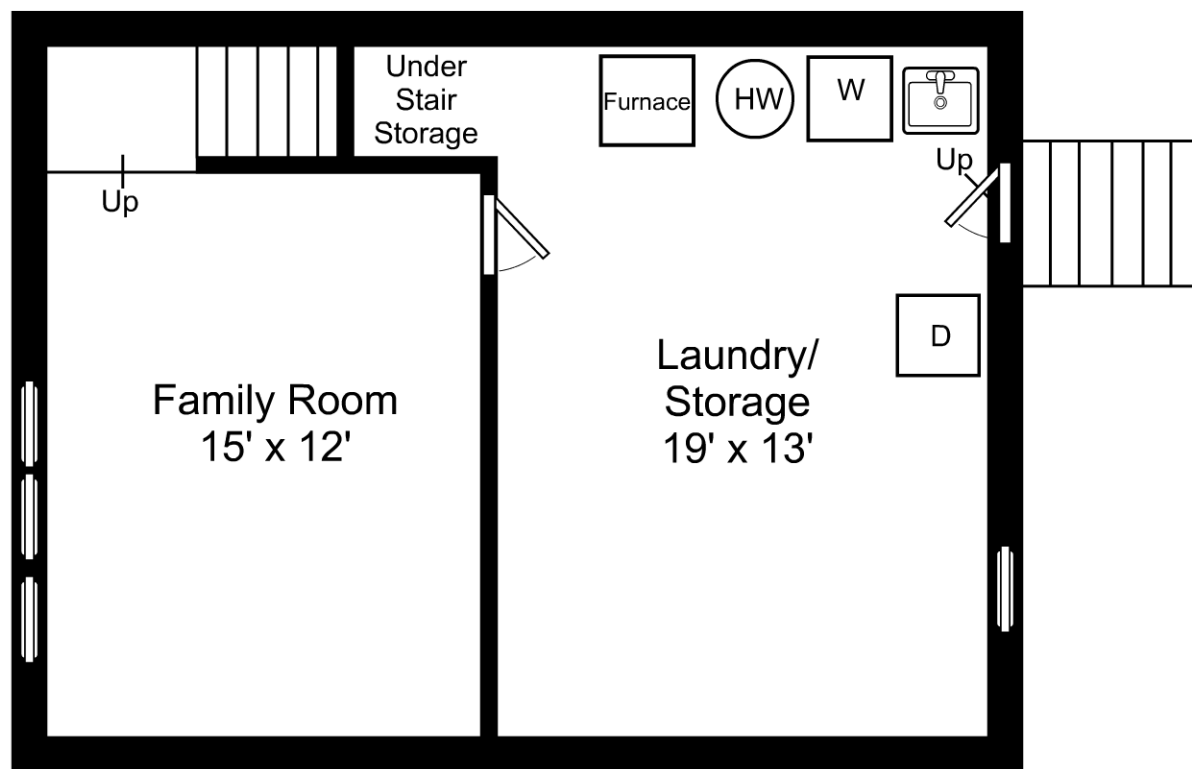 Under
Stair
Storage
Furnace
HW
W
Up
Up
D
Laundry/
Storage
19' x 13'
Family Room
15' x 12'